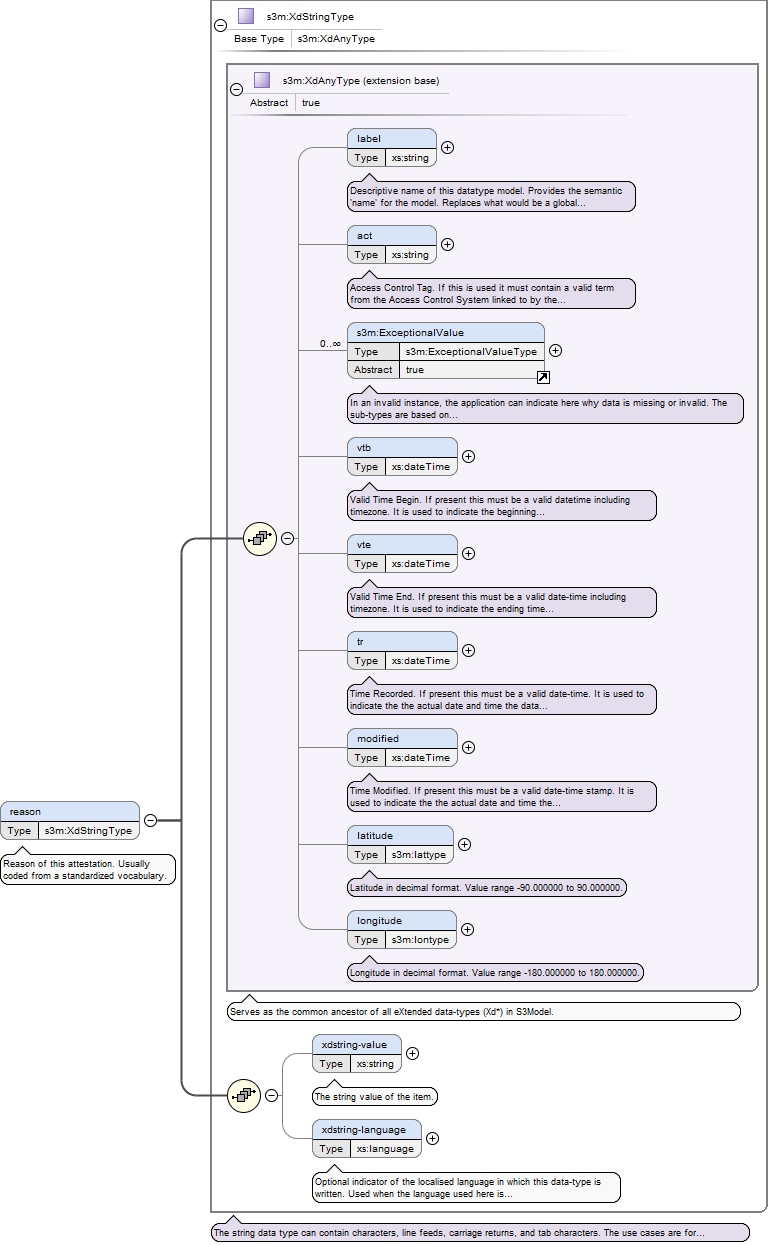 s3m:XdStringType
Base Type s3m:XdAnyType
s3m:XdAnyType (extension base)
Abstract true
label
Type xs:string
Descriptive name of this datatype model. Provides the semantic
'name' for the model. Replaces what would be a global...
act
Type xs:string
Access Control Tag. If this is used it must contain a valid term
from the Access Control System linked to by the...
0..∞
s3m:ExceptionalValue
Type s3m:ExceptionalValueType
Abstract true
In an invalid instance, the application can indicate here why data is missing or invalid. The
sub-types are based on...
vtb
Type xs:dateTime
Valid Time Begin. If present this must be a valid datetime including
timezone. It is used to indicate the beginning...
vte
Type xs:dateTime
Valid Time End. If present this must be a valid date-time including
timezone. It is used to indicate the ending time...
tr
Type xs:dateTime
Time Recorded. If present this must be a valid date-time. It is used to
indicate the the actual date and time the data...
modified
Type xs:dateTime
Time Modified. If present this must be a valid date-time stamp. It is
used to indicate the the actual date and time the...
reason
Type s3m:XdStringType
Reason of this attestation. Usually
coded from a standardized vocabulary.
latitude
Type s3m:lattype
Latitude in decimal format. Value range -90.000000 to 90.000000.
longitude
Type s3m:lontype
Longitude in decimal format. Value range -180.000000 to 180.000000.
Serves as the common ancestor of all eXtended data-types (Xd*) in S3Model.
xdstring-value
Type xs:string
The string value of the item.
xdstring-language
Type xs:language
Optional indicator of the localised language in which this data-type is
written. Used when the language used here is...
The string data type can contain characters, line feeds, carriage returns, and tab characters. The use cases are for...